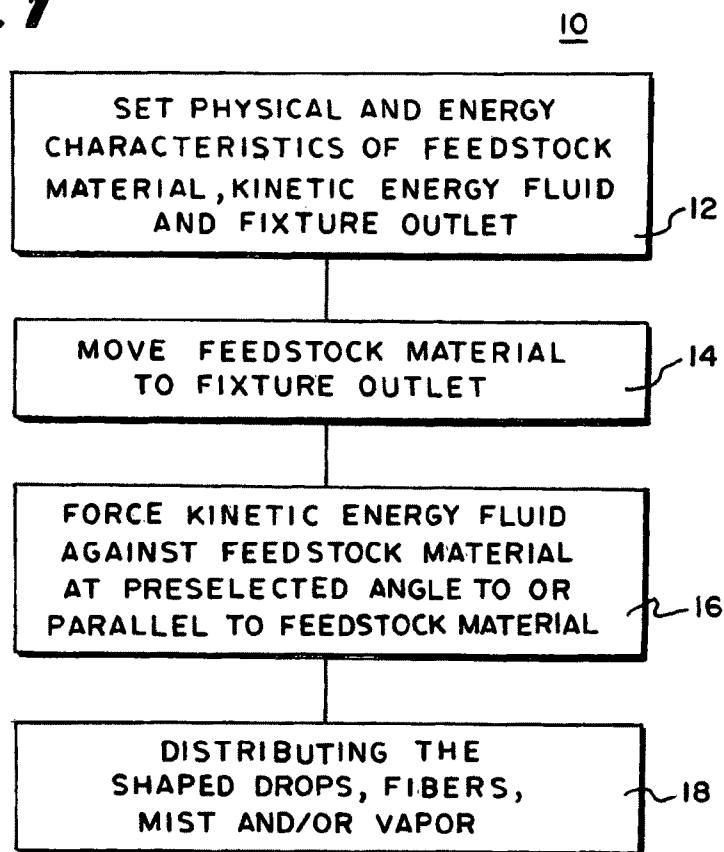 10
SET PHYSICAL AND ENERGY
CHARACTERISTICS OF FEEDSTOCK
MATERIAL, KINETIC ENERGY FLUID
AND FIXTURE OUTLET
12
MOVE FEEDSTOCK MATERIAL
TO FIXTURE OUTLET
14
FORCE KINETIC ENERGY FLUID
AGAINST FEEDSTOCK MATERIAL
AT PRESELECTED ANGLE TO OR
PARALLEL TO FEEDSTOCK MATERIAL
16
DISTRIBUTING THE
SHAPED DROPS, FIBERS,
MIST AND/OR VAPOR
18